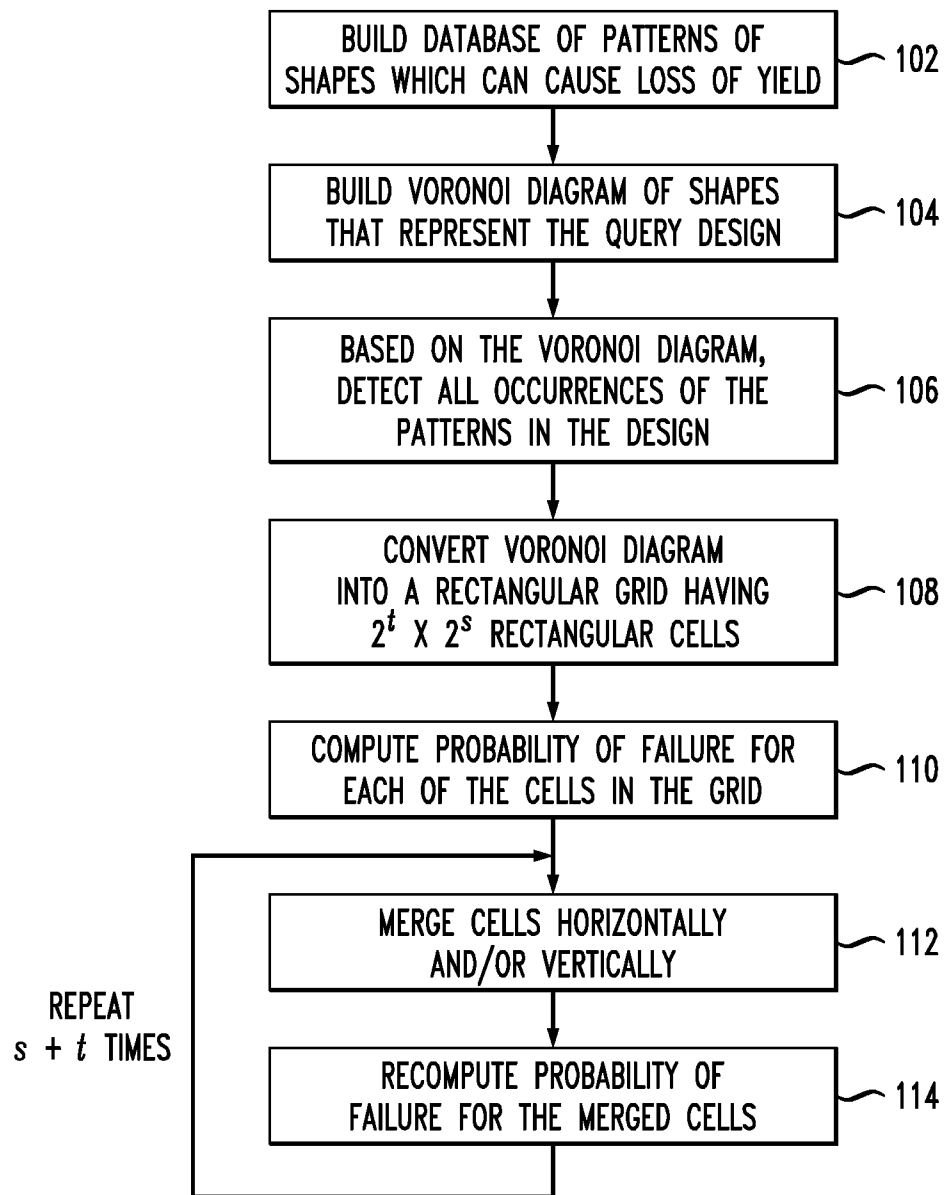 BUILD DATABASE OF PATTERNS OF
SHAPES WHICH CAN CAUSE LOSS OF YIELD
102
BUILD VORONOI DIAGRAM OF SHAPES
THAT REPRESENT THE QUERY DESIGN
104
BASED ON THE VORONOI DIAGRAM,
DETECT ALL OCCURRENCES OF THE
PATTERNS IN THE DESIGN
106
CONVERT VORONOI DIAGRAM
INTO A RECTANGULAR GRID HAVING
2^t X 2^s RECTANGULAR CELLS
108
COMPUTE PROBABILITY OF FAILURE FOR
EACH OF THE CELLS IN THE GRID
110
MERGE CELLS HORIZONTALLY
AND/OR VERTICALLY
112
REPEAT
s + t TIMES
RECOMPUTE PROBABILITY OF
FAILURE FOR THE MERGED CELLS
114